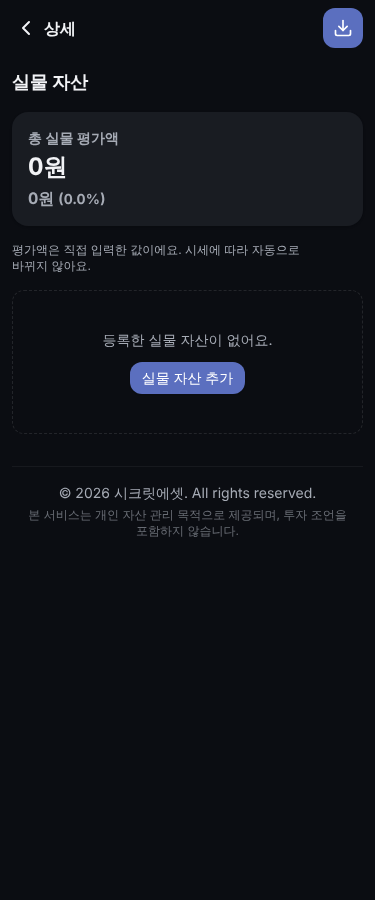 상세
실물 자산
총 실물 평가액
0원
0원 (0.0%)
평가액은 직접 입력한 값이에요. 시세에 따라 자동으로
바뀌지 않아요.
등록한 실물 자산이 없어요.
실물 자산 추가
© 2026 시크릿에셋. All rights reserved.
본 서비스는 개인 자산 관리 목적으로 제공되며, 투자 조언을
포함하지 않습니다.